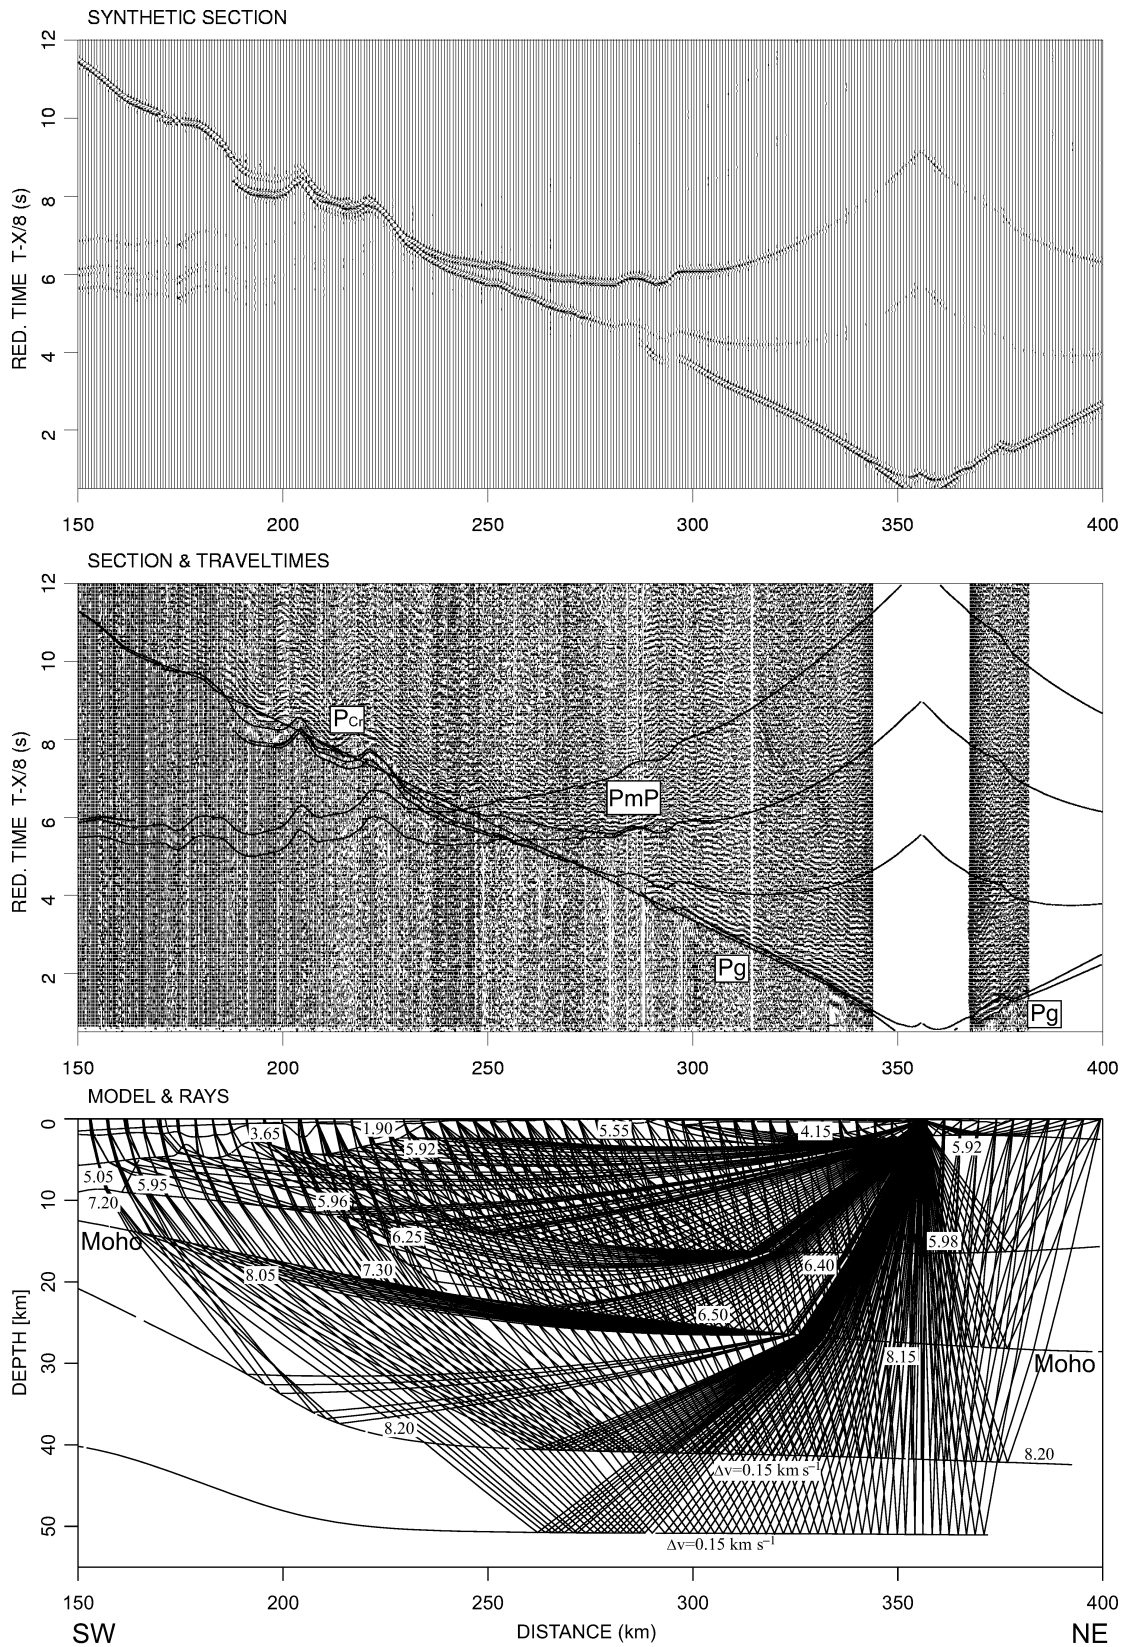 SYNTHETIC SECTION
12
10
8
6
4
2
RED. TIME T-X/8 (s)
150 200 250 300 350 400
SECTION & TRAVELTIMES
12
10
8
6
4
2
RED. TIME T-X/8 (s)
PCr
PmP
Pg
Pg
150 200 250 300 350 400
MODEL & RAYS
0
10
20
30
40
50
DEPTH [km]
3.65 1.90 5.55 4.15
5.92 5.92
5.05 5.95
7.20 5.96
Moho 6.25 5.98
8.05 7.30 6.40
6.50
8.15 Moho
8.20
8.20
Δv=0.15 km s⁻¹
Δv=0.15 km s⁻¹
150 200 250 300 350 400
SW DISTANCE (km) NE